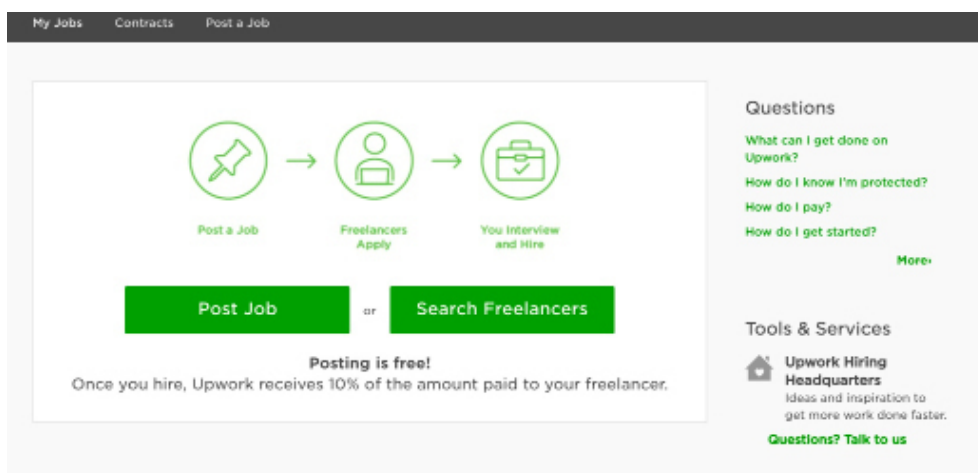 My Jobs Contracts Post a Job
Post a Job
Freelancers
Apply
You Interview
and Hire
Post Job
or
Search Freelancers
Posting is free!
Once you hire, Upwork receives 10% of the amount paid to your freelancer.
Questions
What can I get done on
Upwork?
How do I know I'm protected?
How do I pay?
How do I get started?
More›
Tools & Services
Upwork Hiring
Headquarters
Ideas and inspiration to
get more work done faster.
Questions? Talk to us